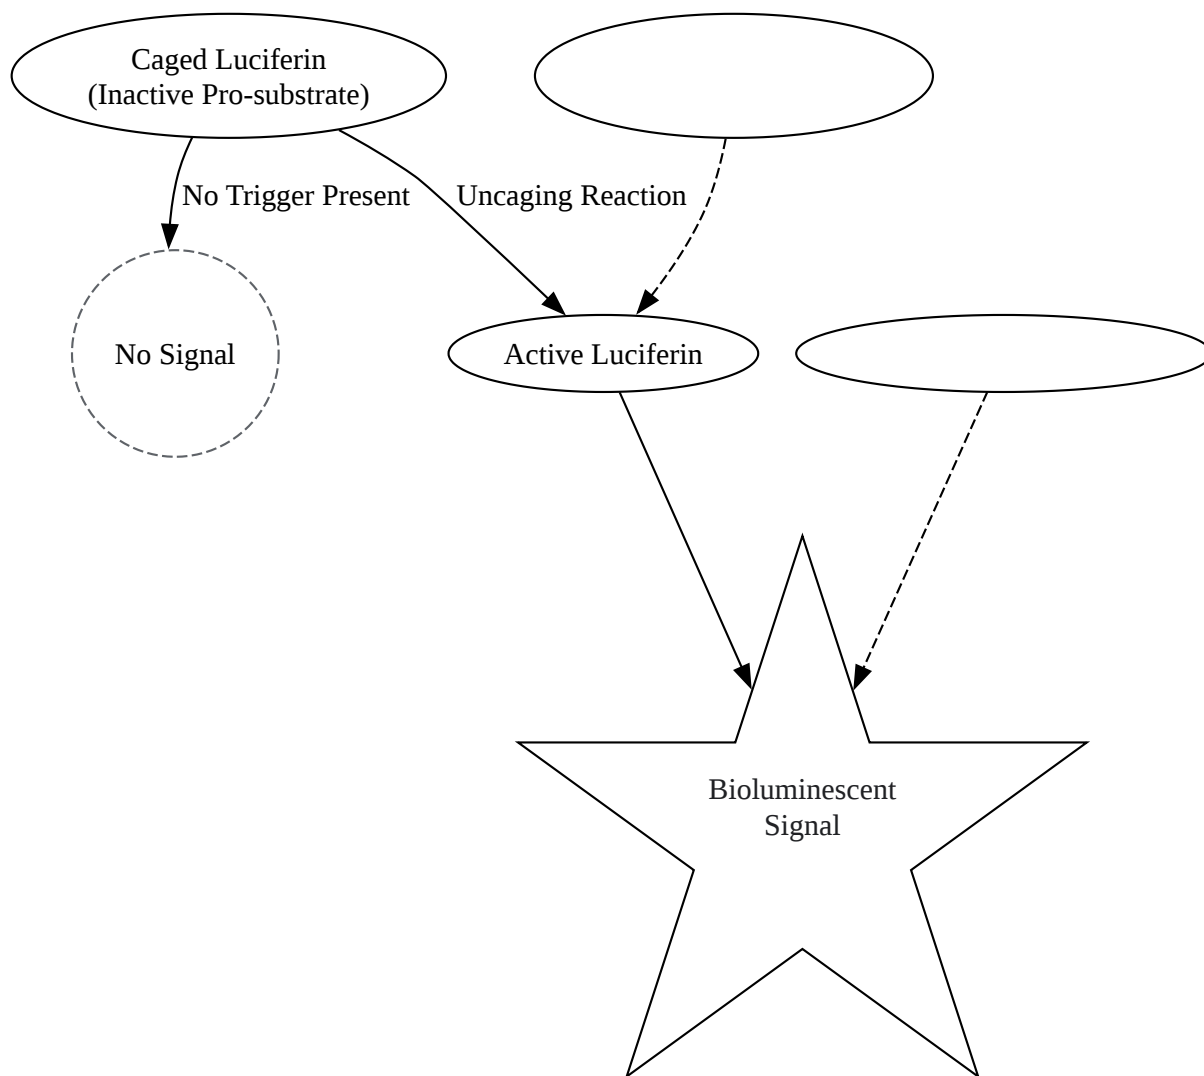 Caged Luciferin
(Inactive Pro-substrate)
No Trigger Present
Uncaging Reaction
No Signal
Active Luciferin
Bioluminescent
Signal